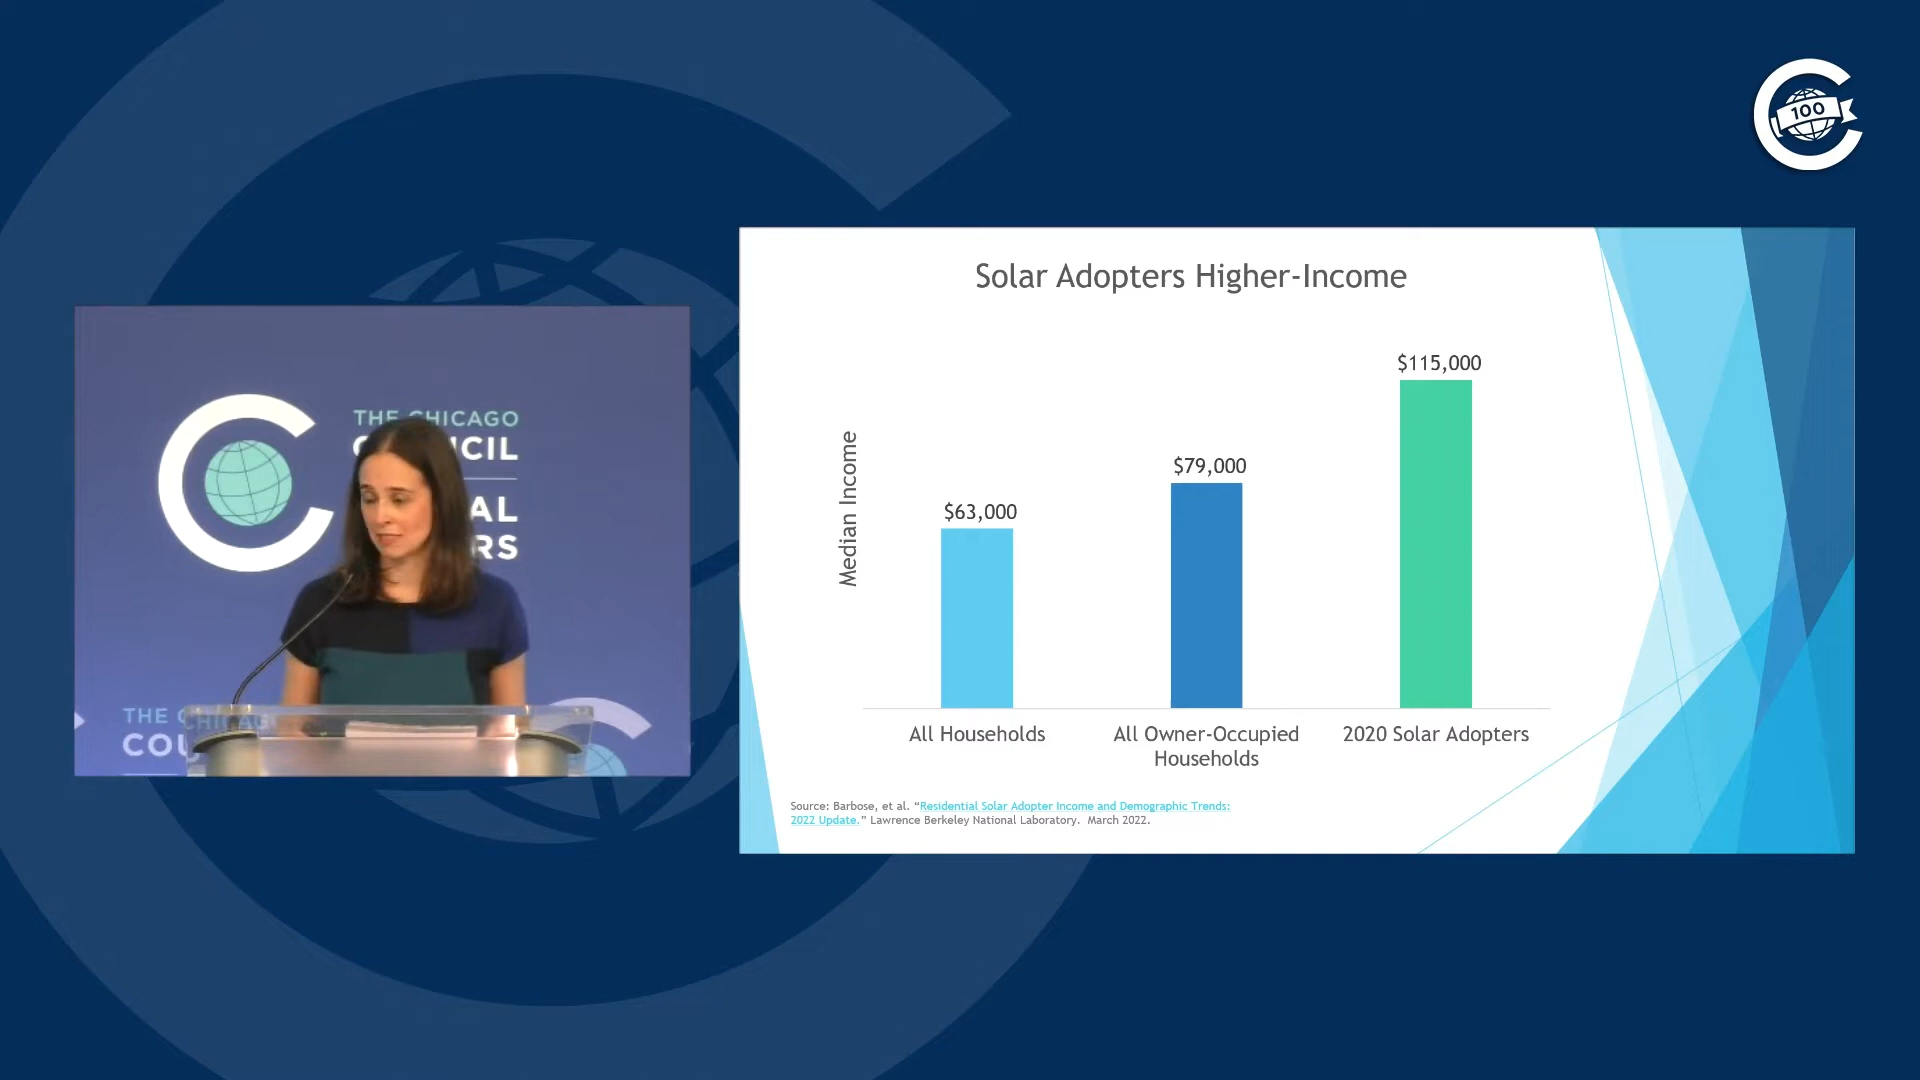 100
THE CHICAGO
CIL
AL
RS
THE CHICAGO
COU
Solar Adopters Higher-Income
Median Income
$63,000
$79,000
$115,000
All Households
All Owner-Occupied
Households
2020 Solar Adopters
Source: Barbose, et al. “Residential Solar Adopter Income and Demographic Trends:
2022 Update.” Lawrence Berkeley National Laboratory. March 2022.